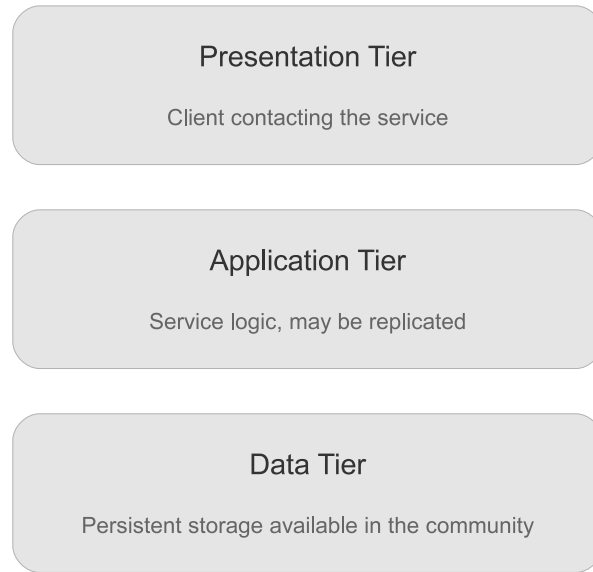 Presentation Tier
Client contacting the service
Application Tier
Service logic, may be replicated
Data Tier
Persistent storage available in the community